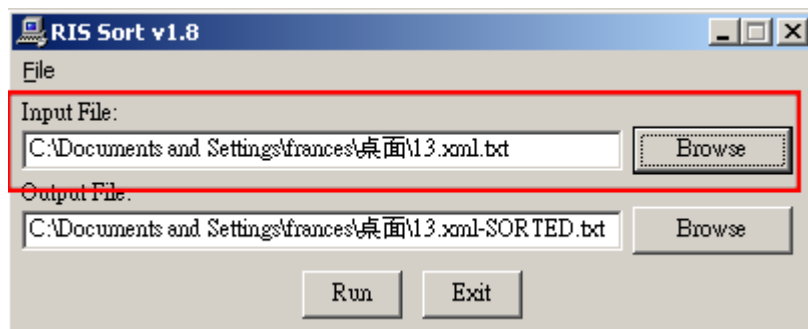 RIS Sort v1.8
File
Input File:
C:\Documents and Settings\frances\桌面\13.xml.txt
Browse
Output File:
C:\Documents and Settings\frances\桌面\13.xml-SORTED.txt
Browse
Run
Exit